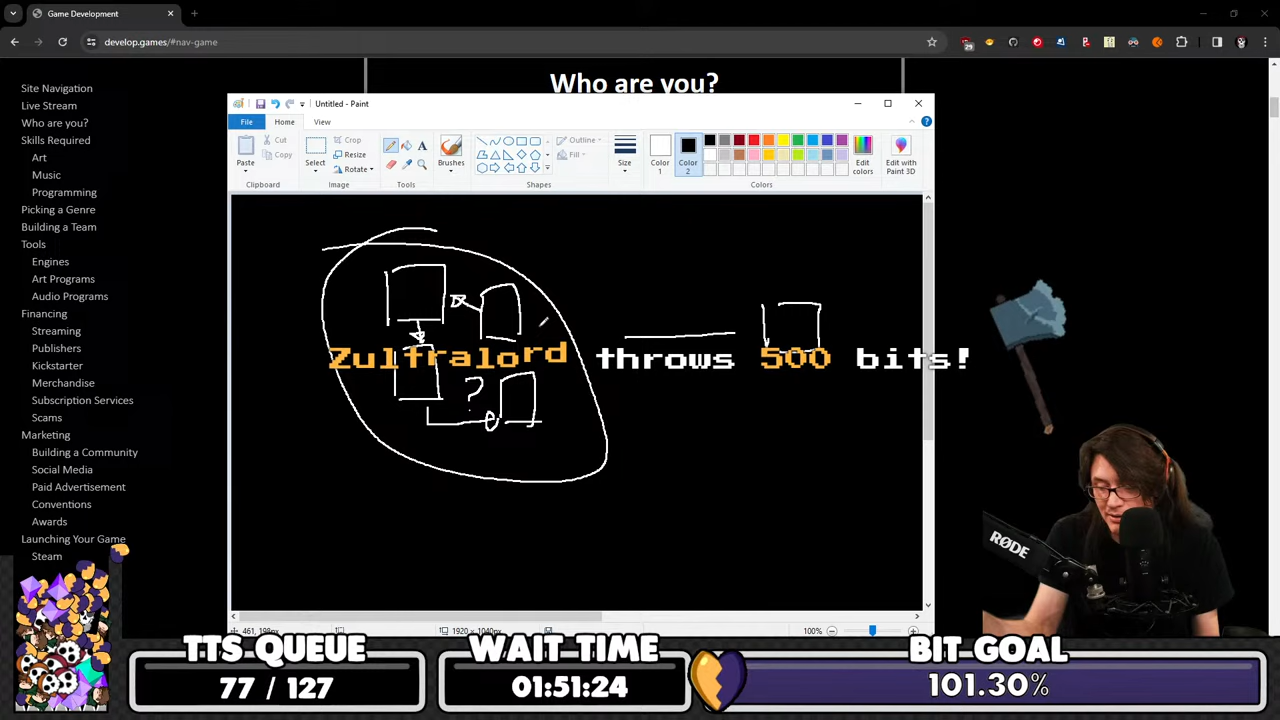 Game Development
develop.games/#nav-game
29
Site Navigation
Live Stream
Who are you?
Skills Required
Art
Music
Programming
Picking a Genre
Building a Team
Tools
Engines
Art Programs
Audio Programs
Financing
Streaming
Publishers
Kickstarter
Merchandise
Subscription Services
Scams
Marketing
Building a Community
Social Media
Paid Advertisement
Conventions
Awards
Launching Your Game
Steam
Who are you?
Untitled - Paint
File Home View
Paste
Cut
Copy
Clipboard
Select
Crop
Resize
Rotate
Image
A
Tools
Brushes
Outline
Fill
Shapes
Size
Color 1
Color 2
Edit colors
Colors
Edit with Paint 3D
Zulfralord throws 500 bits!
?
461, 198px
1920 × 1040px
100%
RØDE
TTS QUEUE
77 / 127
WAIT TIME
01:51:24
BIT GOAL
101.30%